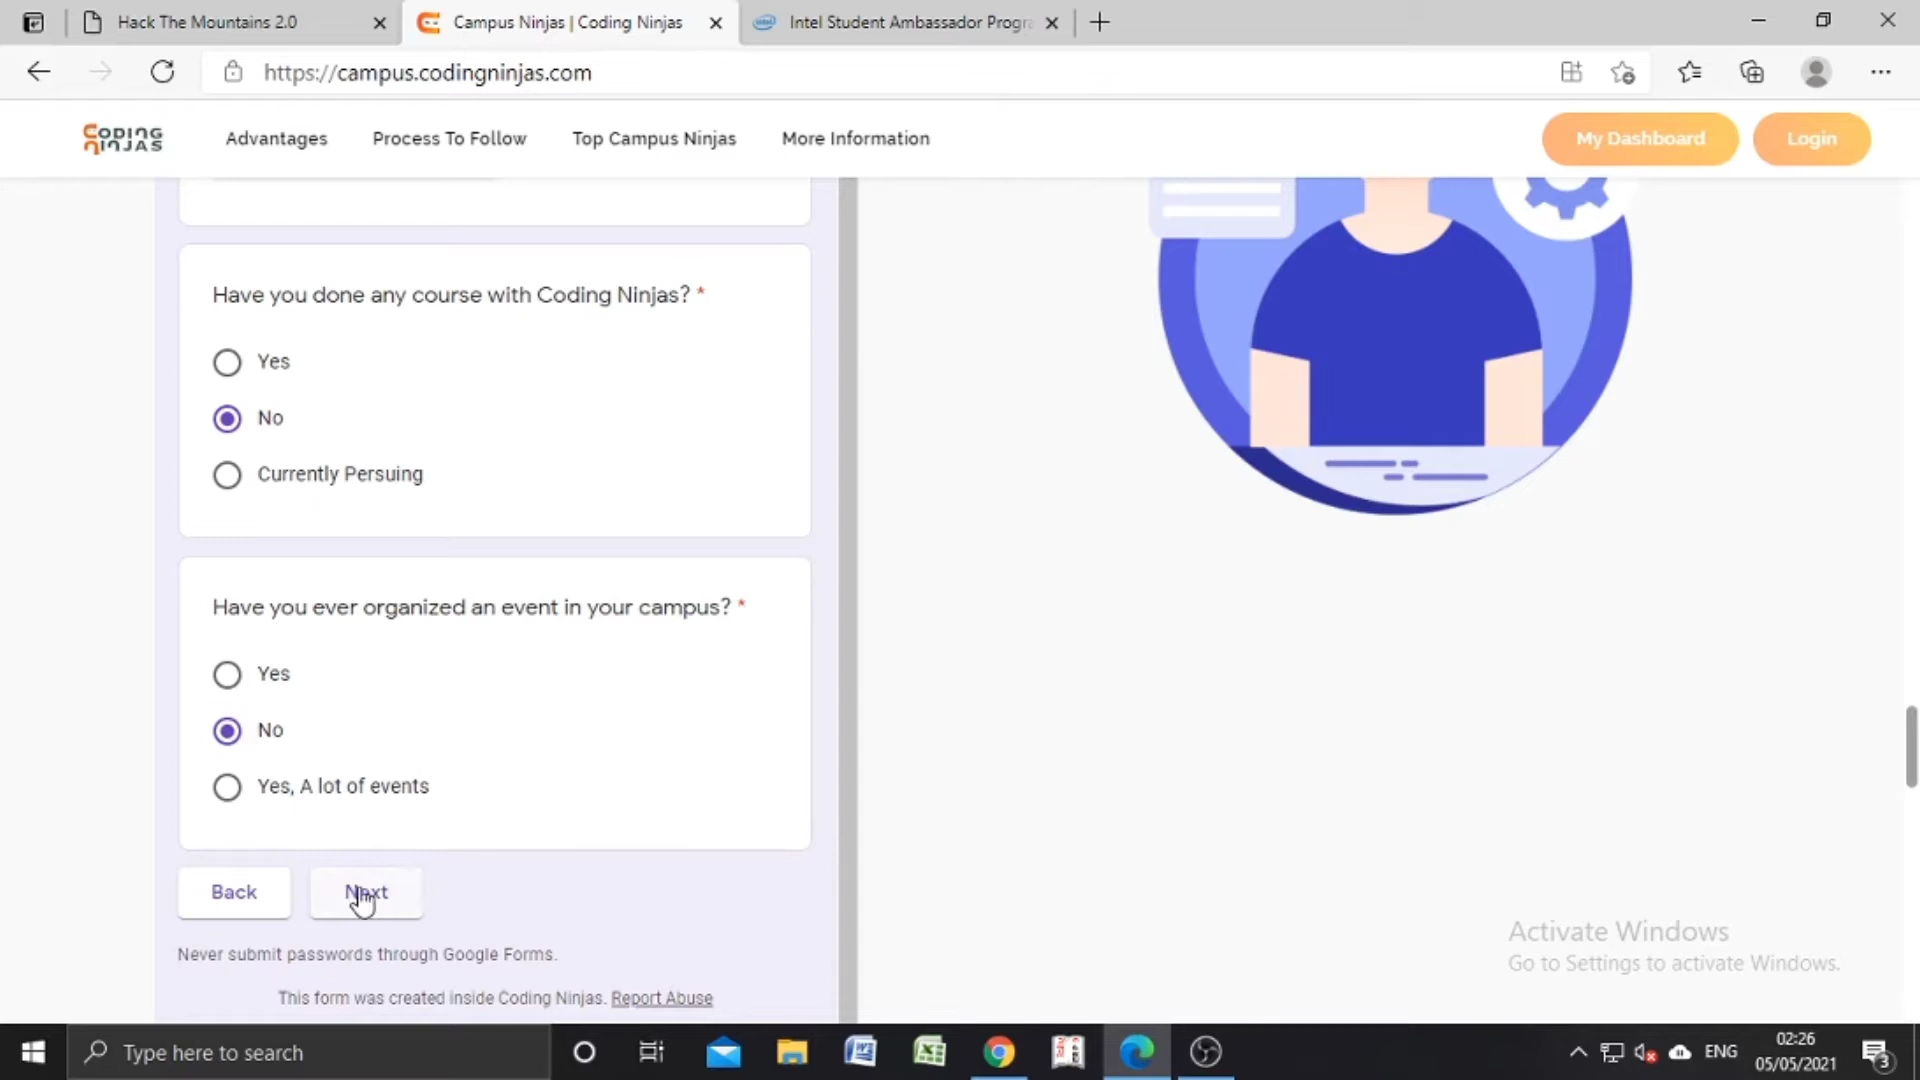 Hack The Mountains 2.0
Campus Ninjas | Coding Ninjas
Intel Student Ambassador Progra
https://campus.codingninjas.com
CODING
NINJAS
Advantages
Process To Follow
Top Campus Ninjas
More Information
My Dashboard
Login
Have you done any course with Coding Ninjas? *
Yes
No
Currently Persuing
Have you ever organized an event in your campus? *
Yes
No
Yes, A lot of events
Back
Next
Never submit passwords through Google Forms.
This form was created inside Coding Ninjas. Report Abuse
Activate Windows
Go to Settings to activate Windows.
Type here to search
ENG
02:26
05/05/2021
3